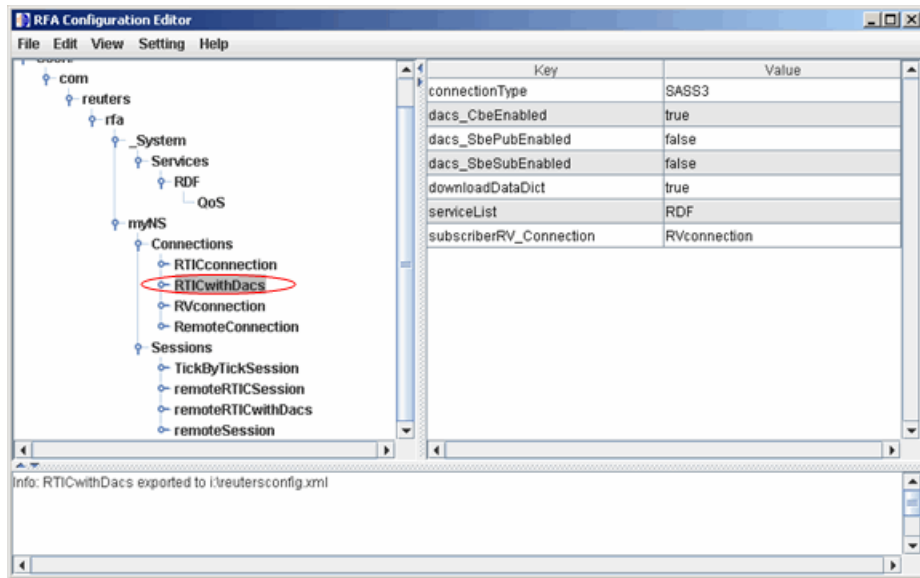 RFA Configuration Editor
File Edit View Setting Help
com
reuters
rfa
_System
Services
RDF
QoS
myNS
Connections
RTICconnection
RTICwithDacs
RVconnection
RemoteConnection
Sessions
TickByTickSession
remoteRTICSession
remoteRTICwithDacs
remoteSession
Key Value
connectionType SASS3
dacs_CbeEnabled true
dacs_SbePubEnabled false
dacs_SbeSubEnabled false
downloadDataDict true
serviceList RDF
subscriberRV_Connection RVconnection
Info: RTICwithDacs exported to i:\reutersconfig.xml